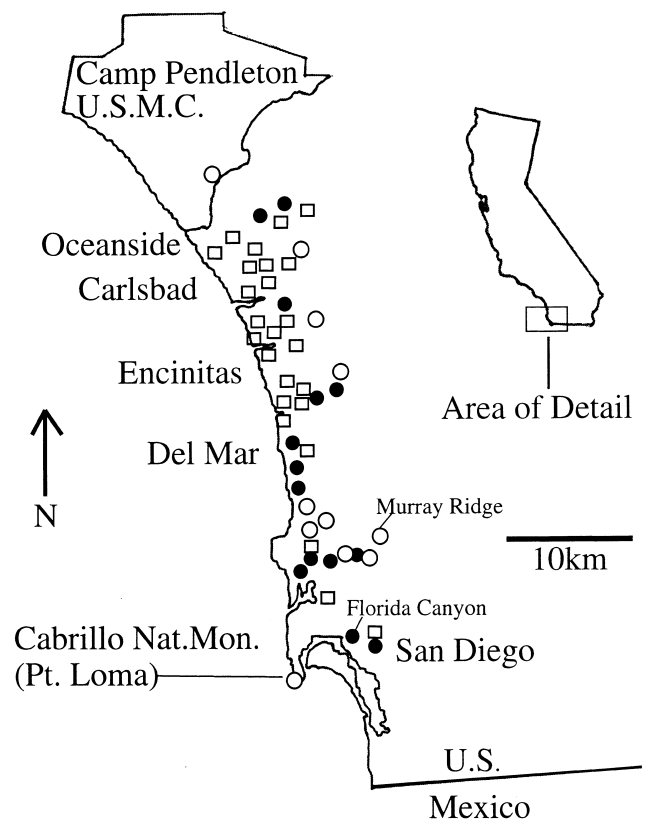 Camp Pendleton
U.S.M.C.
Oceanside
Carlsbad
Encinitas
Area of Detail
Del Mar
N
Murray Ridge
10km
Florida Canyon
Cabrillo Nat.Mon.
(Pt. Loma)
San Diego
U.S.
Mexico